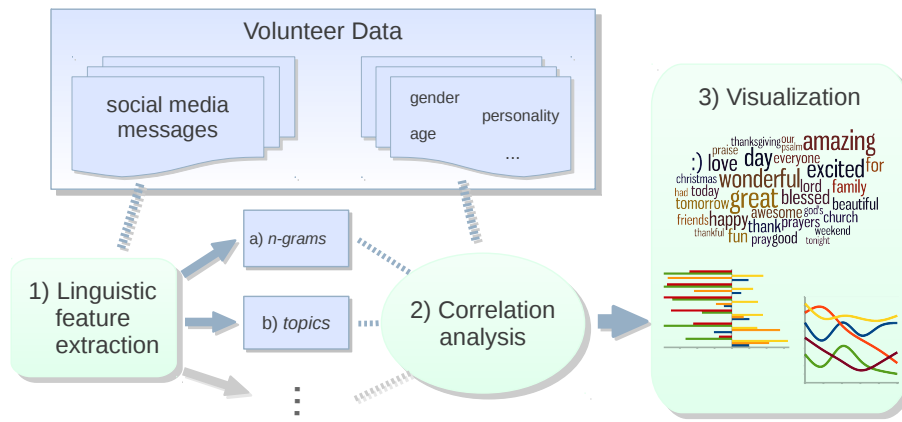 Volunteer Data
social media
messages
gender
personality
age
...
1) Linguistic
feature
extraction
a) n-grams
b) topics
⋮
2) Correlation
analysis
3) Visualization
thanksgiving our amazing
praise psalm
:) love day everyone excited for
christmas wonderful lord family
had today great blessed beautiful
tomorrow awesome god's church
friends happy thank prayers weekend
thankful fun pray good tonight